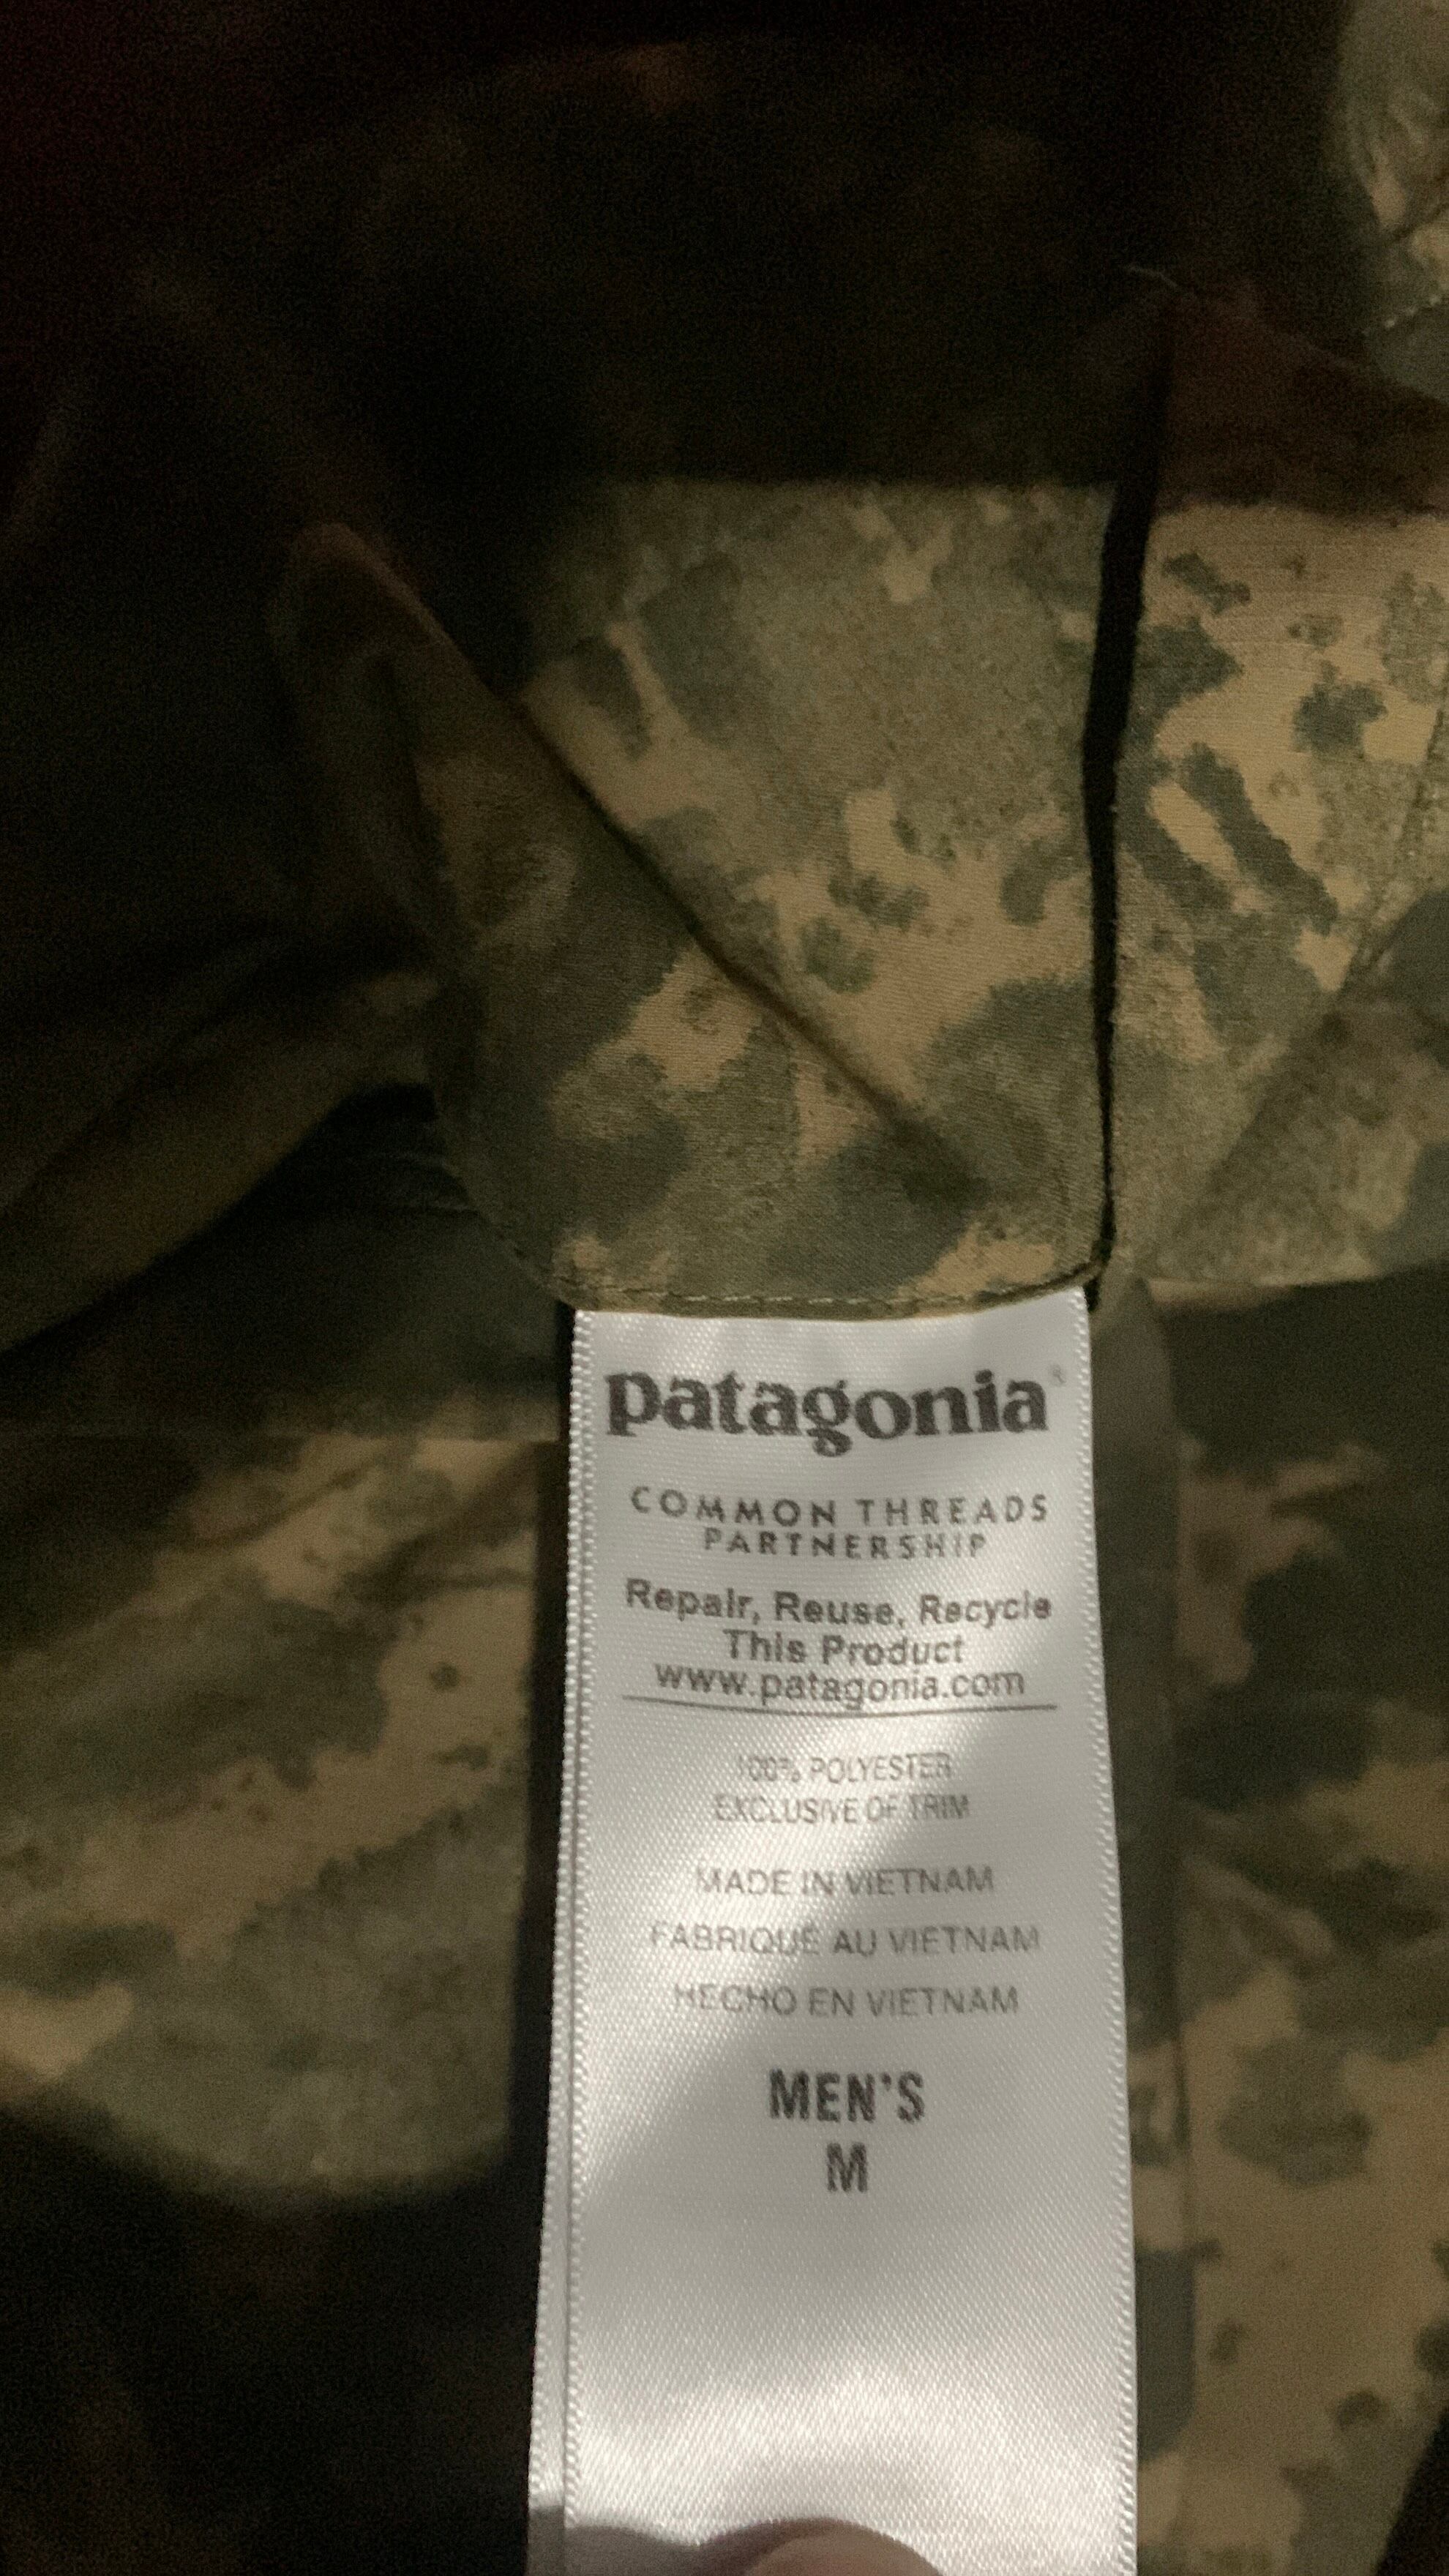 patagonia®
COMMON THREADS
PARTNERSHIP
Repair, Reuse, Recycle
This Product
www.patagonia.com
100% POLYESTER
EXCLUSIVE OF TRIM
MADE IN VIETNAM
FABRIQUÉ AU VIETNAM
HECHO EN VIETNAM
MEN'S
M